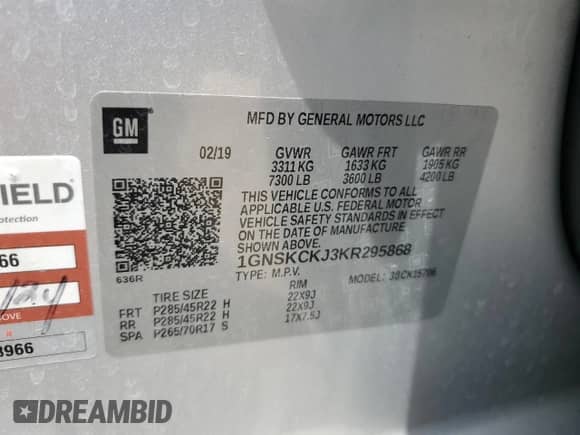 GM
MFD BY GENERAL MOTORS LLC
02/19 GVWR GAWR FRT GAWR RR
3311 KG 1633 KG 1905 KG
7300 LB 3600 LB 4200 LB
THIS VEHICLE CONFORMS TO ALL
APPLICABLE U.S. FEDERAL MOTOR
VEHICLE SAFETY STANDARDS IN EFFECT
ON THE DATE OF MANUFACTURE
SHOWN ABOVE.
1GNSKCKJ3KR295868
636R
TYPE: M.P.V. MODEL:
TIRE SIZE RIM
FRT P285/45R22 H 22X9J
RR P285/45R22 H 22X9J
SPA P265/70R17 S 17X7.5J
IELD
rotection
66
OVE
8966
DREAMBID